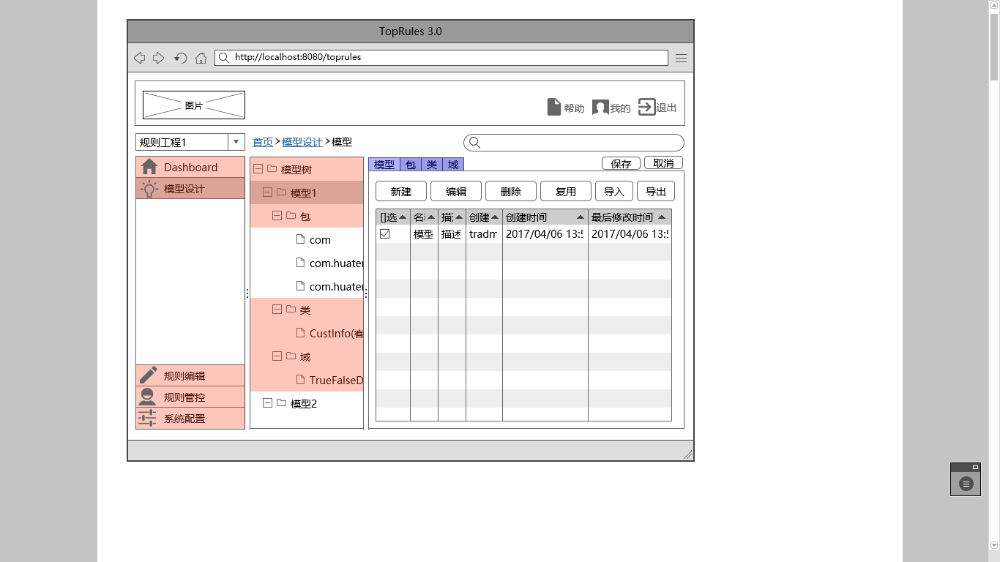 TopRules 3.0
http://localhost:8080/toprules
图片
帮助 我的 退出
规则工程1
首页 > 模型设计 > 模型
Dashboard
模型设计
规则编辑
规则管控
系统配置
模型树
模型1
包
com
com.huate
com.huate
类
CustInfo(客
域
TrueFalseD
模型2
模型 包 类 域
保存 取消
新建 编辑 删除 复用 导入 导出
[]选 名 描 创建 创建时间 最后修改时间
模型 描述 tradm 2017/04/06 13: 2017/04/06 13: